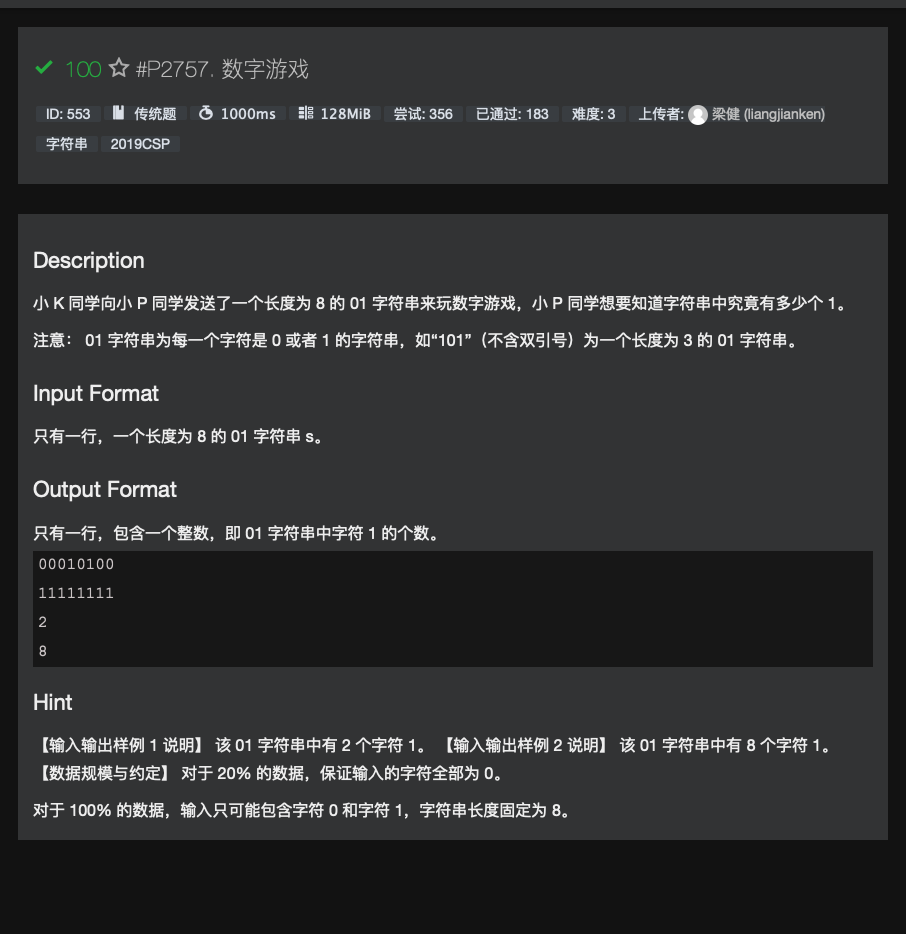 100 #P2757. 数字游戏
ID: 553 传统题 1000ms 128MiB 尝试: 356 已通过: 183 难度: 3 上传者: 梁健 (liangjianken)
字符串 2019CSP
Description
小 K 同学向小 P 同学发送了一个长度为 8 的 01 字符串来玩数字游戏，小 P 同学想要知道字符串中究竟有多少个 1。
注意： 01 字符串为每一个字符是 0 或者 1 的字符串，如“101”（不含双引号）为一个长度为 3 的 01 字符串。
Input Format
只有一行，一个长度为 8 的 01 字符串 s。
Output Format
只有一行，包含一个整数，即 01 字符串中字符 1 的个数。
00010100
11111111
2
8
Hint
【输入输出样例 1 说明】 该 01 字符串中有 2 个字符 1。 【输入输出样例 2 说明】 该 01 字符串中有 8 个字符 1。
【数据规模与约定】 对于 20% 的数据，保证输入的字符全部为 0。
对于 100% 的数据，输入只可能包含字符 0 和字符 1，字符串长度固定为 8。